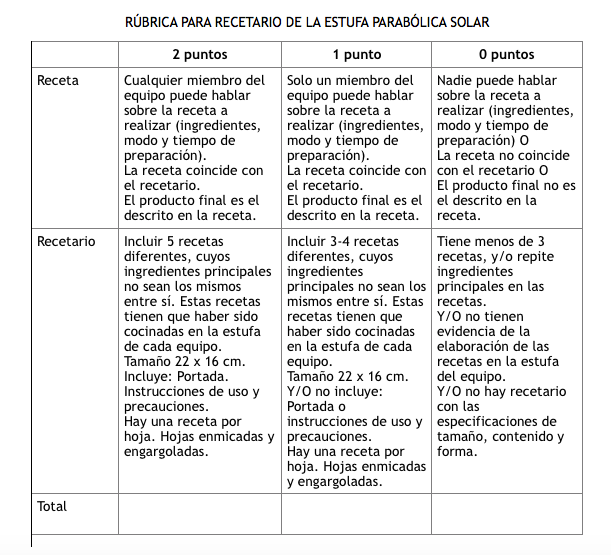 RÚBRICA PARA RECETARIO DE LA ESTUFA PARABÓLICA SOLAR
2 puntos
1 punto
0 puntos
Receta
Cualquier miembro del
equipo puede hablar
sobre la receta a
realizar (ingredientes,
modo y tiempo de
preparación).
La receta coincide con
el recetario.
El producto final es el
descrito en la receta.
Solo un miembro del
equipo puede hablar
sobre la receta a
realizar (ingredientes,
modo y tiempo de
preparación).
La receta coincide con
el recetario.
El producto final es el
descrito en la receta.
Nadie puede hablar
sobre la receta a
realizar (ingredientes,
modo y tiempo de
preparación) O
La receta no coincide
con el recetario O
El producto final no es
el descrito en la
receta.
Recetario
Incluir 5 recetas
diferentes, cuyos
ingredientes principales
no sean los mismos
entre sí. Estas recetas
tienen que haber sido
cocinadas en la estufa
de cada equipo.
Tamaño 22 x 16 cm.
Incluye: Portada.
Instrucciones de uso y
precauciones.
Hay una receta por
hoja. Hojas enmicadas y
engargoladas.
Incluir 3-4 recetas
diferentes, cuyos
ingredientes
principales no sean los
mismos entre sí. Estas
recetas tienen que
haber sido cocinadas
en la estufa de cada
equipo.
Tamaño 22 x 16 cm.
Y/O no incluye:
Portada o
instrucciones de uso y
precauciones.
Hay una receta por
hoja. Hojas enmicadas
y engargoladas.
Tiene menos de 3
recetas, y/o repite
ingredientes
principales en las
recetas.
Y/O no tienen
evidencia de la
elaboración de las
recetas en la estufa
del equipo.
Y/O no hay recetario
con las
especificaciones de
tamaño, contenido y
forma.
Total